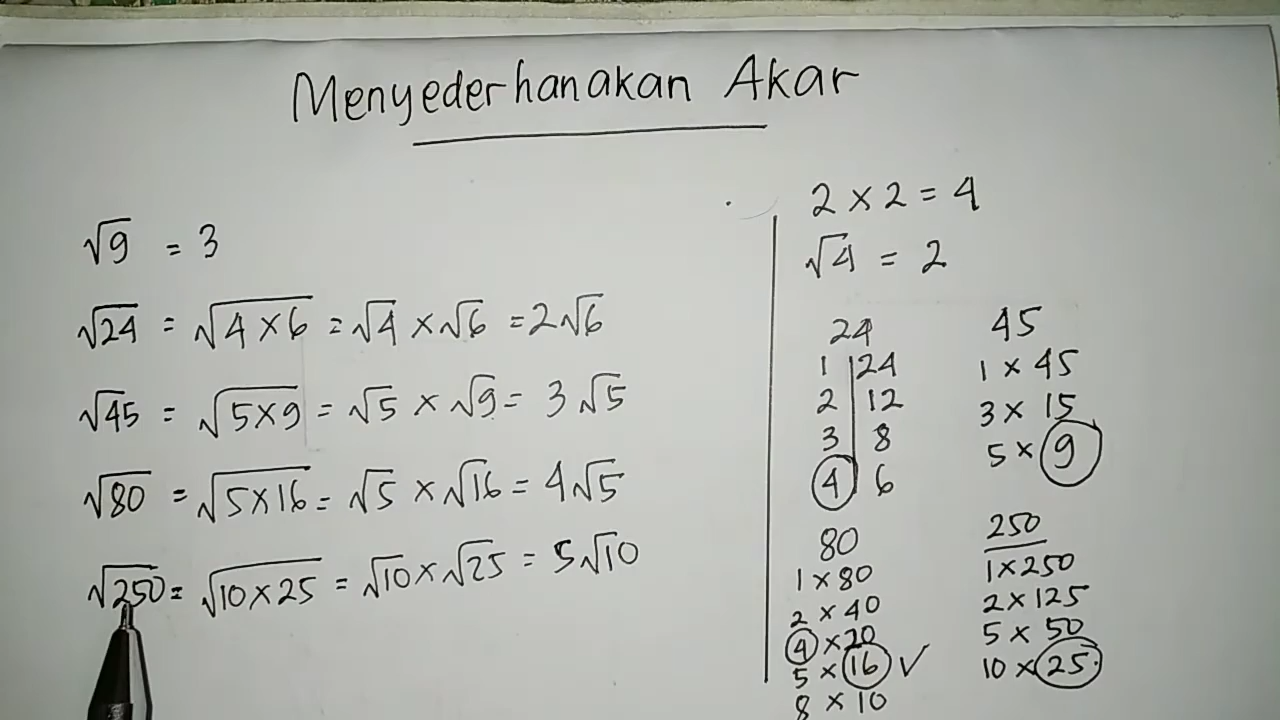 Menyederhanakan Akar
√9 = 3
√24 = √4×6 = √4 × √6 = 2√6
√45 = √5×9 = √5 × √9 = 3√5
√80 = √5×16 = √5 × √16 = 4√5
√250 = √10×25 = √10 × √25 = 5√10
2 × 2 = 4
√4 = 2
24
1 | 24
2 | 12
3 | 8
4 | 6
45
1 × 45
3 × 15
5 × 9
80
1 × 80
2 × 40
4 × 20
5 × 16 ✓
8 × 10
250
1 × 250
2 × 125
5 × 50
10 × 25